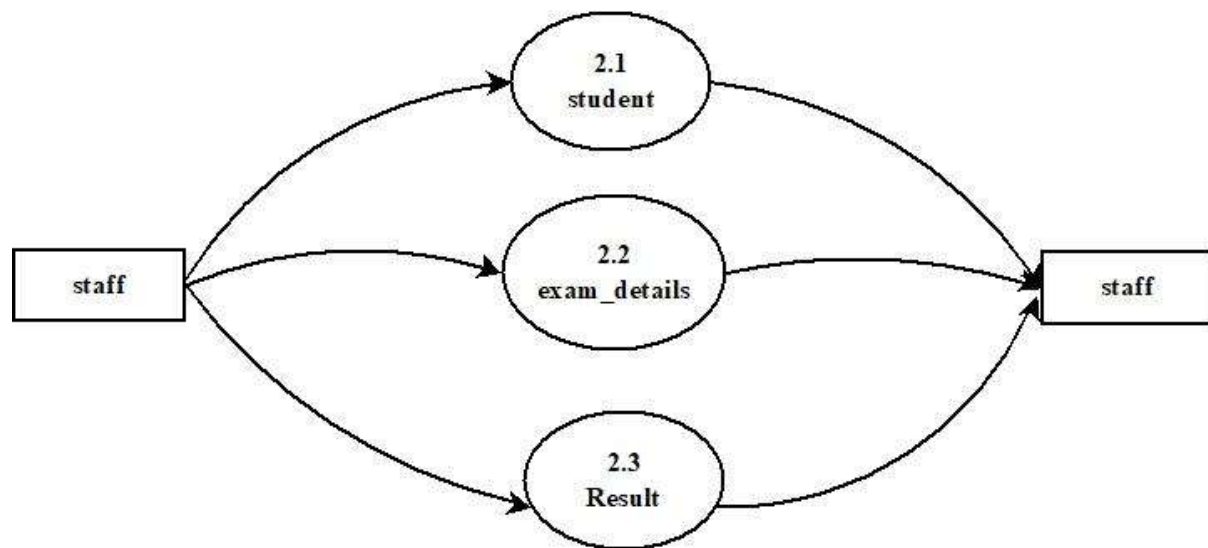 2.1
student
staff
2.2
exam_details
staff
2.3
Result